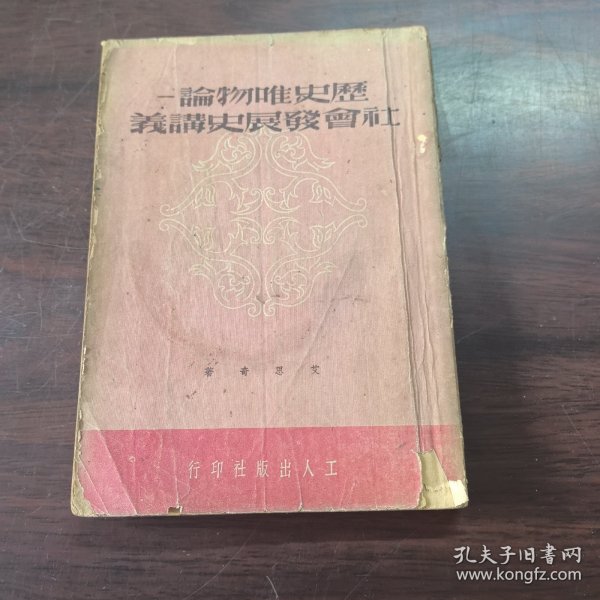 歷史唯物論—
社會發展史講義
艾思奇著
工人出版社印行
孔夫子旧书网
www.kongfz.com